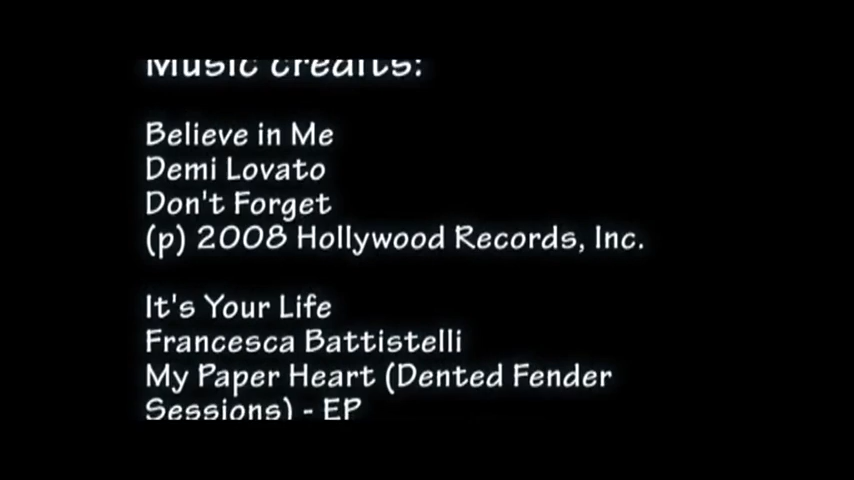 Music credits:
Believe in Me
Demi Lovato
Don't Forget
(p) 2008 Hollywood Records, Inc.
It's Your Life
Francesca Battistelli
My Paper Heart (Dented Fender
Sessions) - EP